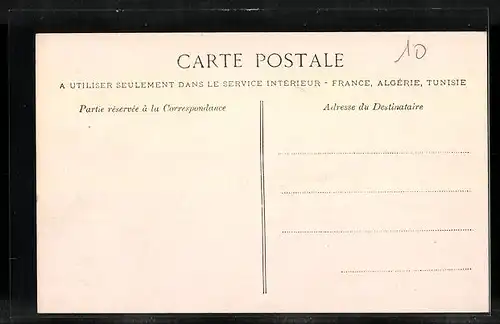 CARTE POSTALE
10
A UTILISER SEULEMENT DANS LE SERVICE INTÉRIEUR - FRANCE, ALGÉRIE, TUNISIE
Partie réservée à la Correspondance
Adresse du Destinataire